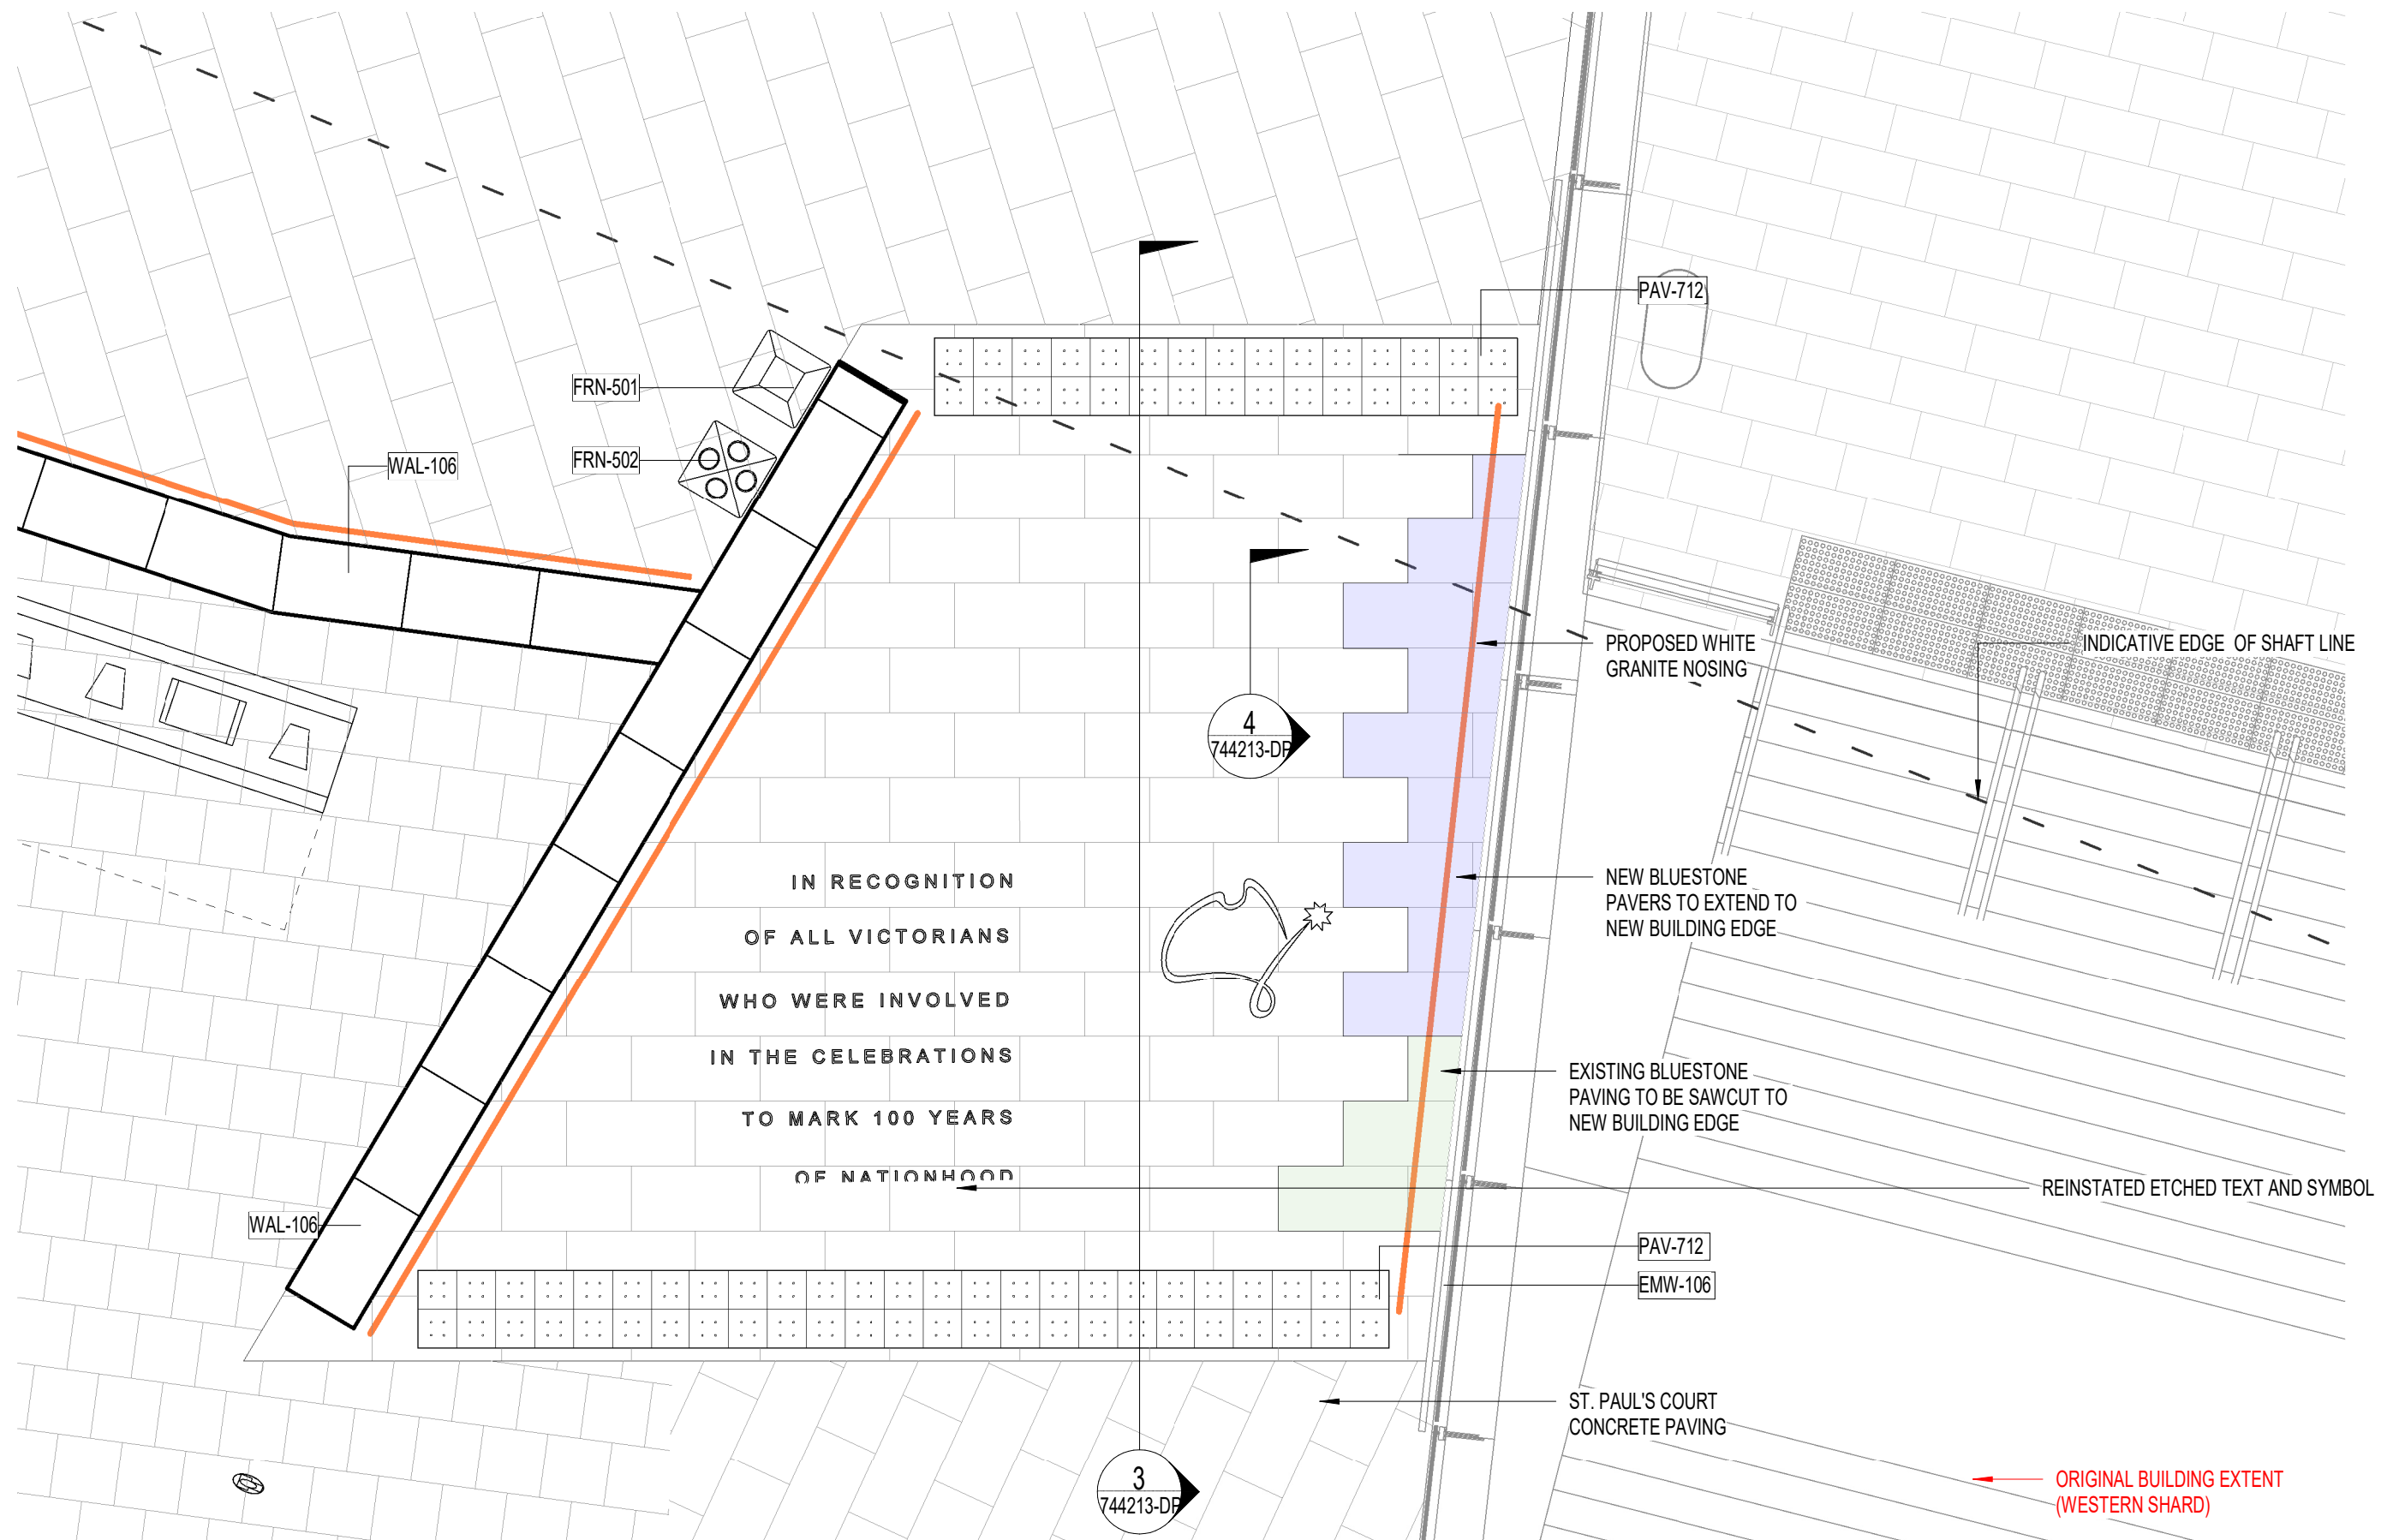 PAV-712
FRN-501
WAL-106
FRN-502
PROPOSED WHITE
GRANITE NOSING
INDICATIVE EDGE OF SHAFT LINE
4
744213-DP
IN RECOGNITION
OF ALL VICTORIANS
WHO WERE INVOLVED
IN THE CELEBRATIONS
TO MARK 100 YEARS
OF NATIONHOOD
NEW BLUESTONE
PAVERS TO EXTEND TO
NEW BUILDING EDGE
EXISTING BLUESTONE
PAVING TO BE SAWCUT TO
NEW BUILDING EDGE
REINSTATED ETCHED TEXT AND SYMBOL
WAL-106
PAV-712
EMW-106
ST. PAUL'S COURT
CONCRETE PAVING
3
744213-DP
ORIGINAL BUILDING EXTENT
(WESTERN SHARD)